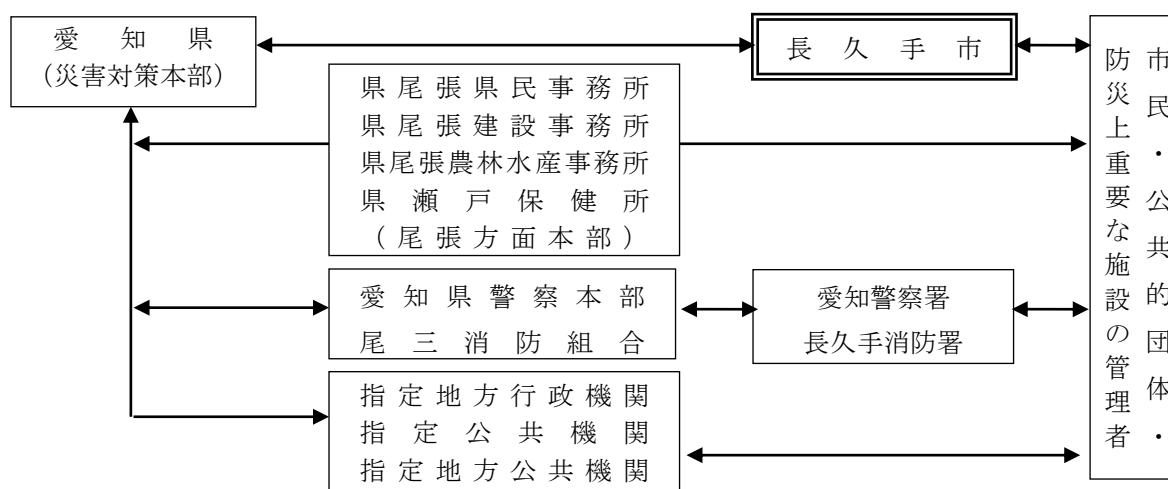 愛知県
(災害対策本部)
長久手市
県尾張県民事務所
県尾張建設事務所
県尾張農林水産事務所
県瀬戸保健所
(尾張方面本部)
愛知県警察本部
尾三消防組合
愛知警察署
長久手消防署
指定地方行政機関
指定公共機関
指定地方公共機関
市民・公共的団体・
防災上重要な施設の管理者